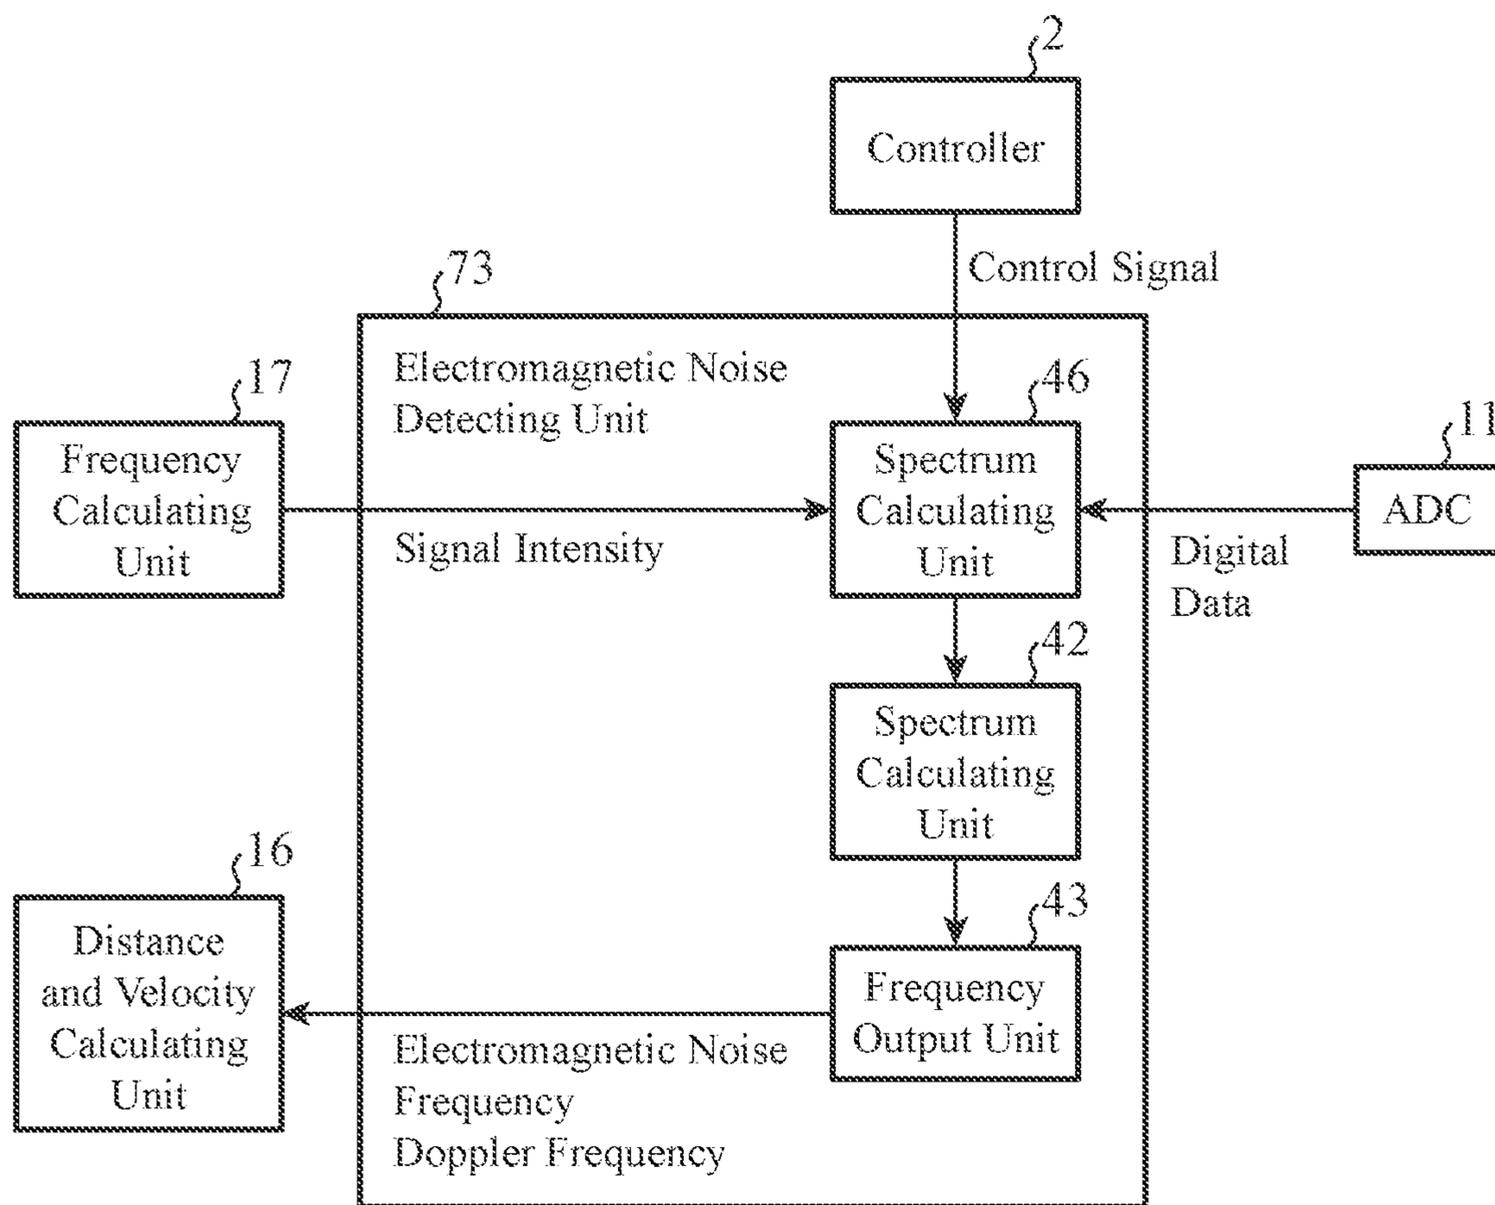 2
Controller
Control Signal
73
Electromagnetic Noise
Detecting Unit
17
Frequency
Calculating
Unit
Signal Intensity
46
Spectrum
Calculating
Unit
11
ADC
Digital
Data
42
Spectrum
Calculating
Unit
16
Distance
and Velocity
Calculating
Unit
43
Frequency
Output Unit
Electromagnetic Noise
Frequency
Doppler Frequency